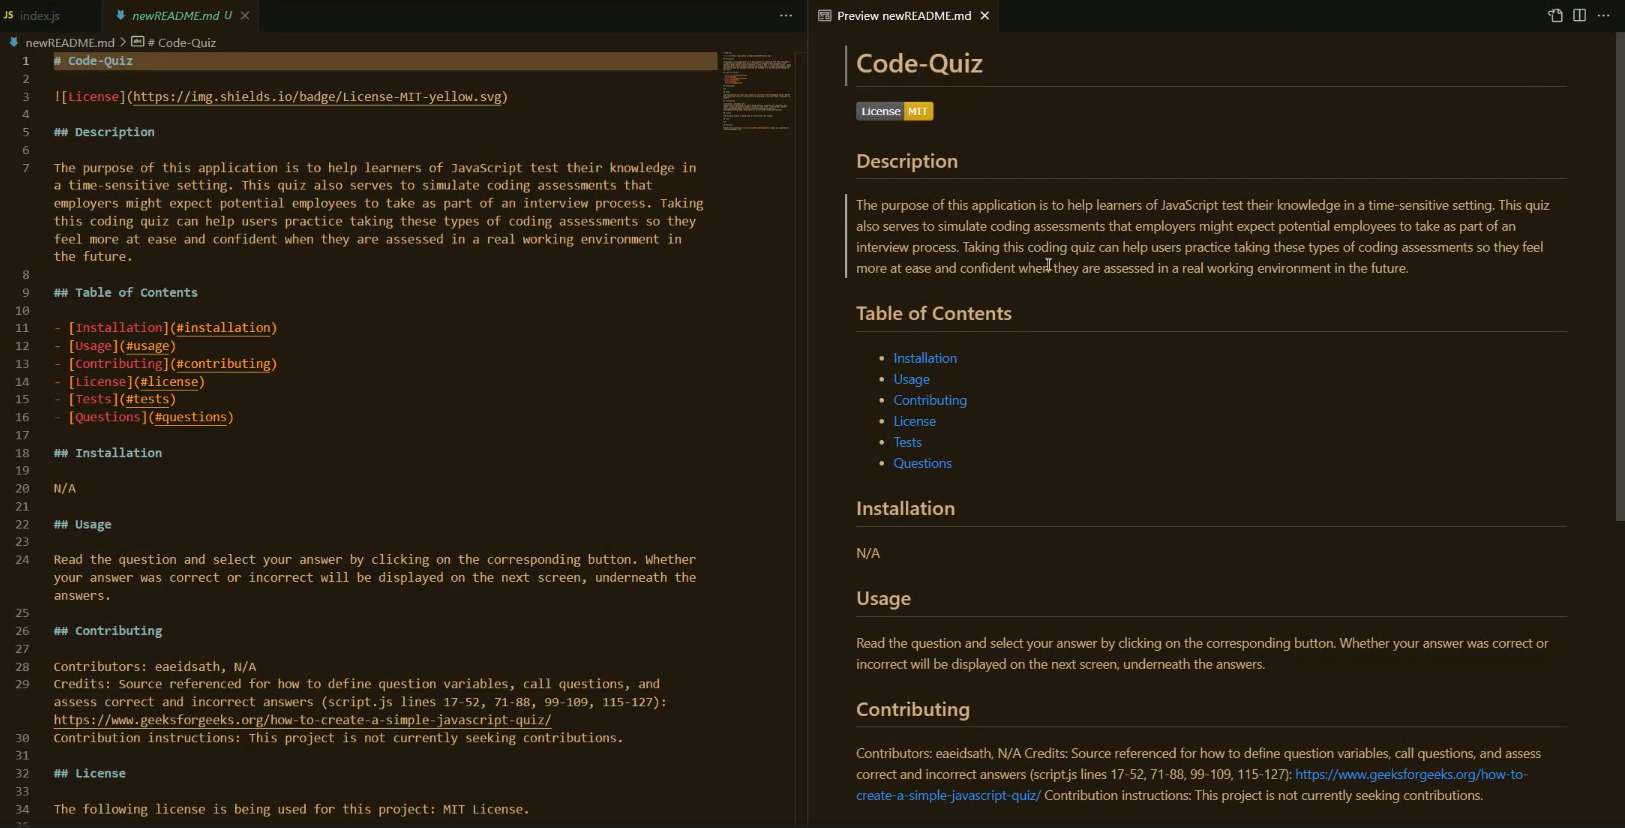 JS index.js
newREADME.md U
newREADME.md > # Code-Quiz
1 # Code-Quiz
2
3 ![License](https://img.shields.io/badge/License-MIT-yellow.svg)
4
5 ## Description
6
7 The purpose of this application is to help learners of JavaScript test their knowledge in
a time-sensitive setting. This quiz also serves to simulate coding assessments that
employers might expect potential employees to take as part of an interview process. Taking
this coding quiz can help users practice taking these types of coding assessments so they
feel more at ease and confident when they are assessed in a real working environment in
the future.
8
9 ## Table of Contents
10
11 - [Installation](#installation)
12 - [Usage](#usage)
13 - [Contributing](#contributing)
14 - [License](#license)
15 - [Tests](#tests)
16 - [Questions](#questions)
17
18 ## Installation
19
20 N/A
21
22 ## Usage
23
24 Read the question and select your answer by clicking on the corresponding button. Whether
your answer was correct or incorrect will be displayed on the next screen, underneath the
answers.
25
26 ## Contributing
27
28 Contributors: eaeidsath, N/A
29 Credits: Source referenced for how to define question variables, call questions, and
assess correct and incorrect answers (script.js lines 17-52, 71-88, 99-109, 115-127):
https://www.geeksforgeeks.org/how-to-create-a-simple-javascript-quiz/
30 Contribution instructions: This project is not currently seeking contributions.
31
32 ## License
33
34 The following license is being used for this project: MIT License.
Preview newREADME.md
Code-Quiz
License MIT
Description
The purpose of this application is to help learners of JavaScript test their knowledge in a time-sensitive setting. This quiz
also serves to simulate coding assessments that employers might expect potential employees to take as part of an
interview process. Taking this coding quiz can help users practice taking these types of coding assessments so they feel
more at ease and confident when they are assessed in a real working environment in the future.
Table of Contents
• Installation
• Usage
• Contributing
• License
• Tests
• Questions
Installation
N/A
Usage
Read the question and select your answer by clicking on the corresponding button. Whether your answer was correct or
incorrect will be displayed on the next screen, underneath the answers.
Contributing
Contributors: eaeidsath, N/A Credits: Source referenced for how to define question variables, call questions, and assess
correct and incorrect answers (script.js lines 17-52, 71-88, 99-109, 115-127): https://www.geeksforgeeks.org/how-to-
create-a-simple-javascript-quiz/ Contribution instructions: This project is not currently seeking contributions.